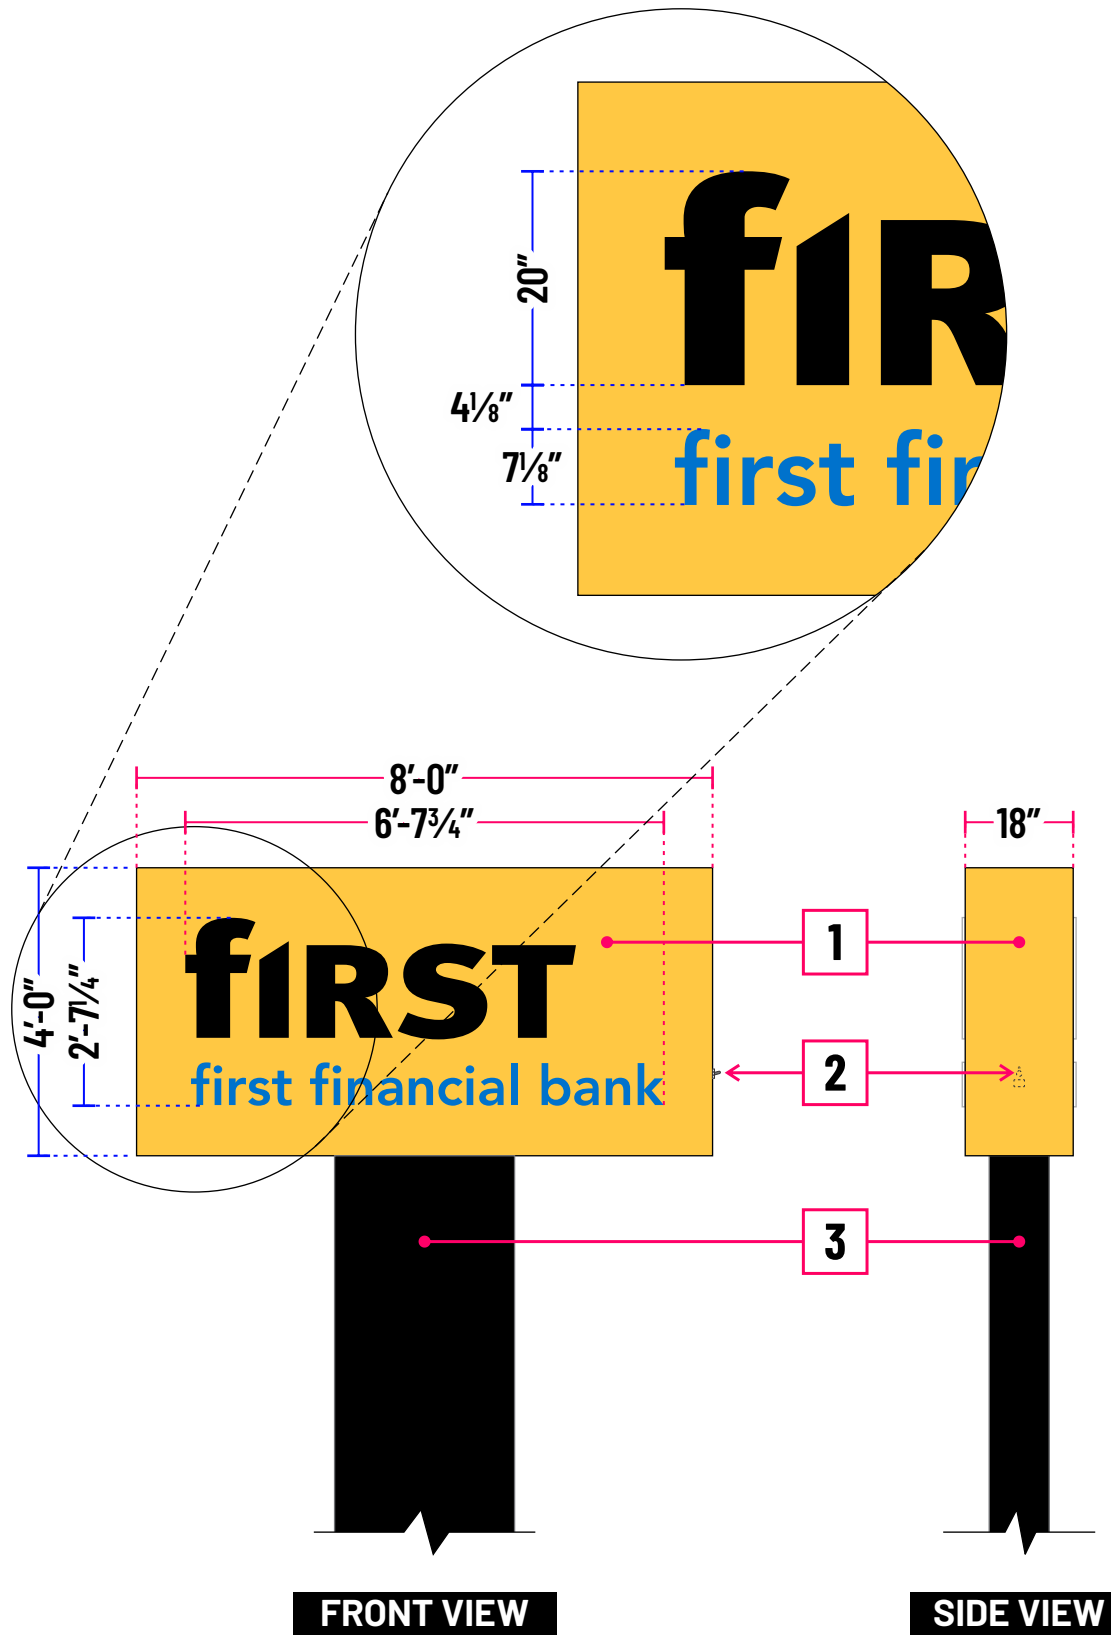 fiRS
20"
4⅛"
7⅛"
first fin
8'-0"
6'-7¾"
18"
4'-0"
2'-7¼"
fiRST
first financial bank
1
2
3
FRONT VIEW
SIDE VIEW